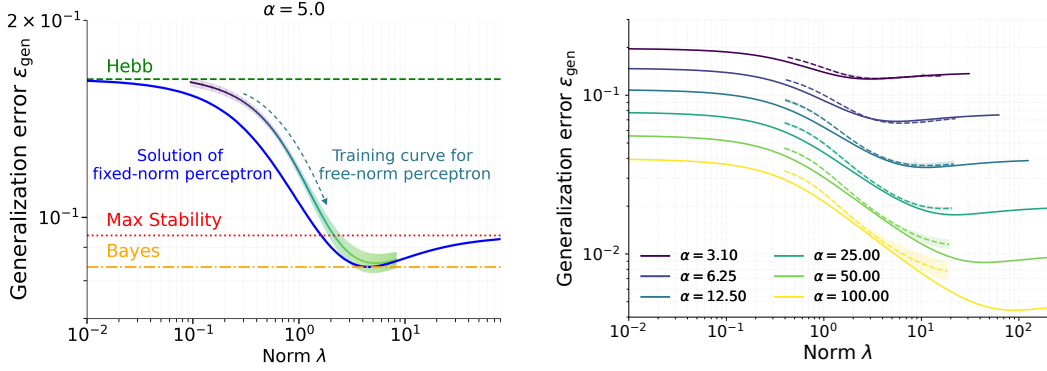 α = 5.0
2 × 10⁻¹
10⁻¹
Generalization error ε_gen
Hebb
Solution of
fixed-norm perceptron
Training curve for
free-norm perceptron
Max Stability
Bayes
10⁻² 10⁻¹ 10⁰ 10¹
Norm λ
Generalization error ε_gen
10⁻¹
10⁻²
α = 3.10
α = 6.25
α = 12.50
α = 25.00
α = 50.00
α = 100.00
10⁻² 10⁻¹ 10⁰ 10¹ 10²
Norm λ